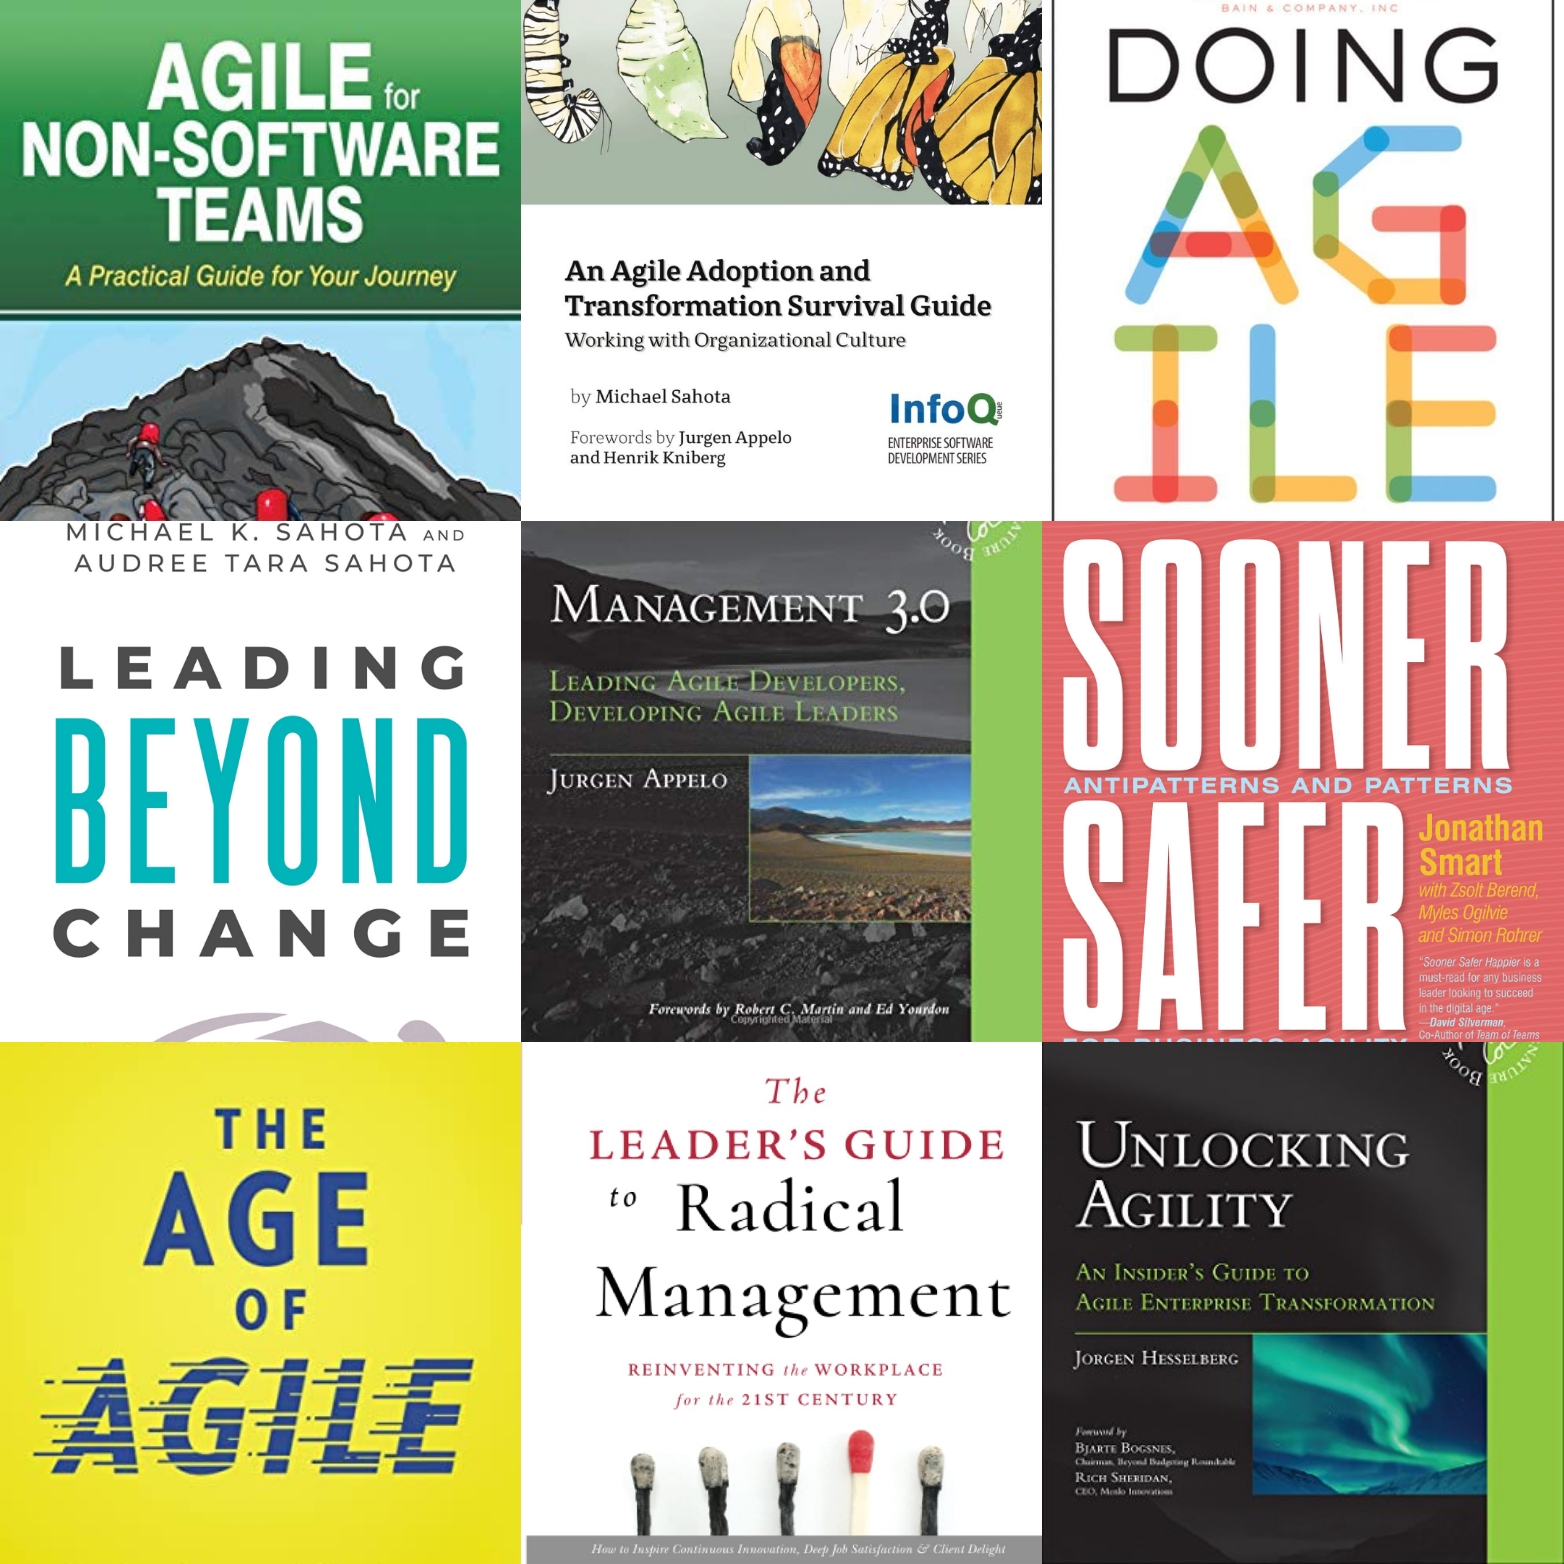 AGILE for
NON-SOFTWARE
TEAMS
A Practical Guide for Your Journey
An Agile Adoption and
Transformation Survival Guide
Working with Organizational Culture
by Michael Sahota
Forewords by Jurgen Appelo
and Henrik Kniberg
InfoQ
ueue
ENTERPRISE SOFTWARE
DEVELOPMENT SERIES
BAIN & COMPANY, INC
DOING
AG
ILE
MICHAEL K. SAHOTA AND
AUDREE TARA SAHOTA
LEADING
BEYOND
CHANGE
BOOK
MANAGEMENT 3.0
LEADING AGILE DEVELOPERS,
DEVELOPING AGILE LEADERS
JURGEN APPELO
Forewords by Robert C. Martin and Ed Yourdon
Copyrighted Material
SOONER
ANTIPATTERNS AND PATTERNS
SAFER
Jonathan
Smart
with Zsolt Berend,
Myles Ogilvie
and Simon Rohrer
"Sooner Safer Happier is a
must-read for any business
leader looking to succeed
in the digital age."
—David Silverman,
Co-Author of Team of Teams
FOR BUSINESS AGILITY
THE
AGE
OF
AGILE
The
LEADER'S GUIDE
to Radical
Management
REINVENTING the WORKPLACE
for the 21ST CENTURY
How to Inspire Continuous Innovation, Deep Job Satisfaction & Client Delight
BOOK
UNLOCKING
AGILITY
AN INSIDER'S GUIDE TO
AGILE ENTERPRISE TRANSFORMATION
JORGEN HESSELBERG
Foreword by
BJARTE BOGSNES,
Chairman, Beyond Budgeting Roundtable
RICH SHERIDAN,
CEO, Menlo Innovations